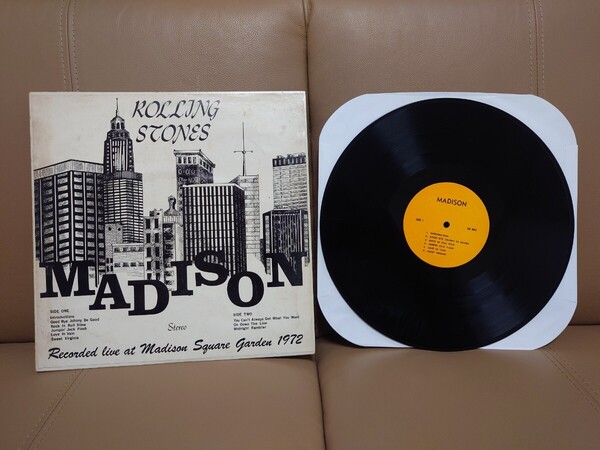 ROLLING
STONES
MADISON
SIDE ONE
Introductions
Good Bye Johnny Be Good
Rock in Roll Stew
Jumpin' Jack Flash
Love in Vain
Sweet Virginia
Stereo
SIDE TWO
You Can't Always Get What You Want
On Down The Line
Midnight Rambler
Recorded live at Madison Square Garden 1972
MADISON